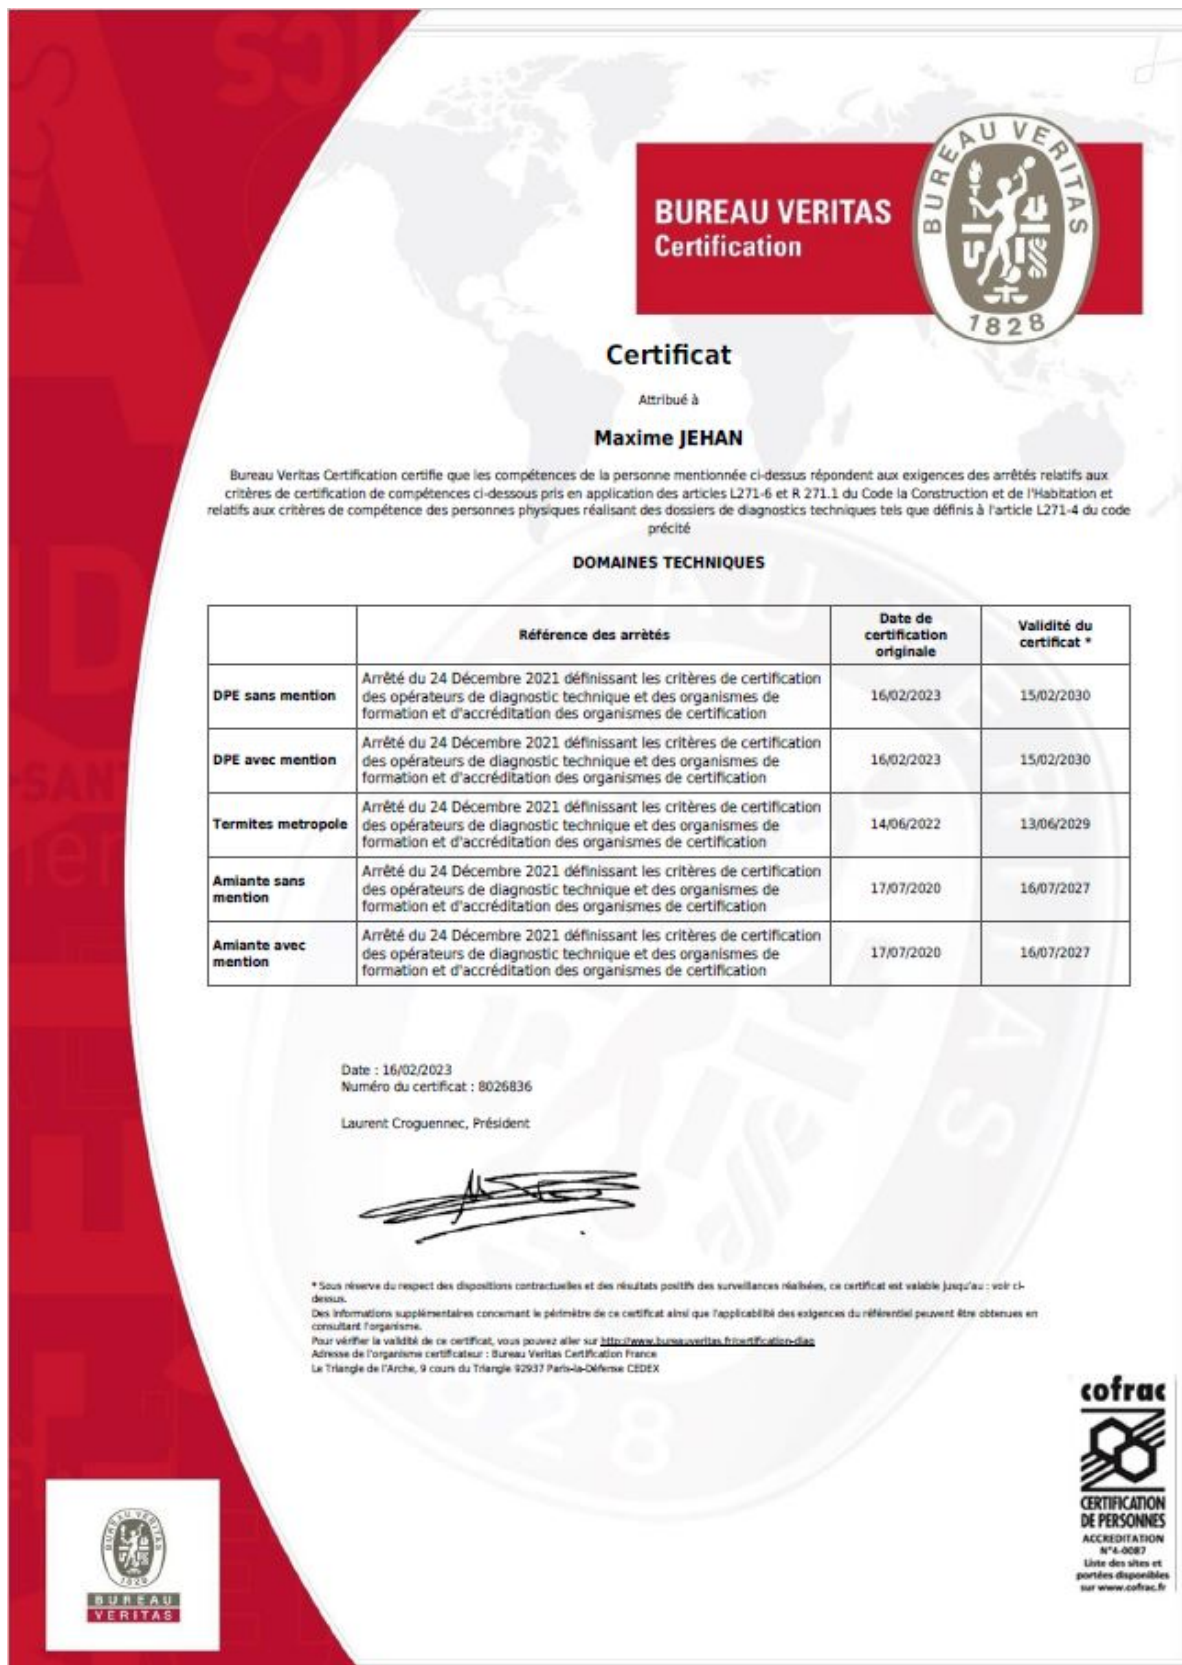 BUREAU VERITAS
Certification
BUREAU VERITAS
1828
Certificat
Attribué à
Maxime JEHAN
Bureau Veritas Certification certifie que les compétences de la personne mentionnée ci-dessus répondent aux exigences des arrêtés relatifs aux
critères de certification de compétences ci-dessous pris en application des articles L271-6 et R 271.1 du Code la Construction et de l'Habitation et
relatifs aux critères de compétence des personnes physiques réalisant des dossiers de diagnostics techniques tels que définis à l'article L271-4 du code
précité
DOMAINES TECHNIQUES
Référence des arrètés
Date de
certification
originale
Validité du
certificat *
DPE sans mention
Arrêté du 24 Décembre 2021 définissant les critères de certification
des opérateurs de diagnostic technique et des organismes de
formation et d'accréditation des organismes de certification
16/02/2023
15/02/2030
DPE avec mention
Arrêté du 24 Décembre 2021 définissant les critères de certification
des opérateurs de diagnostic technique et des organismes de
formation et d'accréditation des organismes de certification
16/02/2023
15/02/2030
Termites metropole
Arrêté du 24 Décembre 2021 définissant les critères de certification
des opérateurs de diagnostic technique et des organismes de
formation et d'accréditation des organismes de certification
14/06/2022
13/06/2029
Amiante sans
mention
Arrêté du 24 Décembre 2021 définissant les critères de certification
des opérateurs de diagnostic technique et des organismes de
formation et d'accréditation des organismes de certification
17/07/2020
16/07/2027
Amiante avec
mention
Arrêté du 24 Décembre 2021 définissant les critères de certification
des opérateurs de diagnostic technique et des organismes de
formation et d'accréditation des organismes de certification
17/07/2020
16/07/2027
Date : 16/02/2023
Numéro du certificat : 8026836
Laurent Croguennec, Président
* Sous réserve du respect des dispositions contractuelles et des résultats positifs des surveillances réalisées, ce certificat est valable jusqu'au : voir ci-
dessus.
Des informations supplémentaires concernant le périmètre de ce certificat ainsi que l'applicabilité des exigences du référentiel peuvent être obtenues en
consultant l'organisme.
Pour vérifier la validité de ce certificat, vous pouvez aller sur http://www.bureauveritas.fr/certification-diag
Adresse de l'organisme certificateur : Bureau Veritas Certification France
Le Triangle de l'Arche, 9 cours du Triangle 92937 Paris-la-Défense CEDEX
cofrac
CERTIFICATION
DE PERSONNES
ACCREDITATION
N°4-0087
Liste des sites et
portées disponibles
sur www.cofrac.fr
BUREAU VERITAS
1828
BUREAU
VERITAS